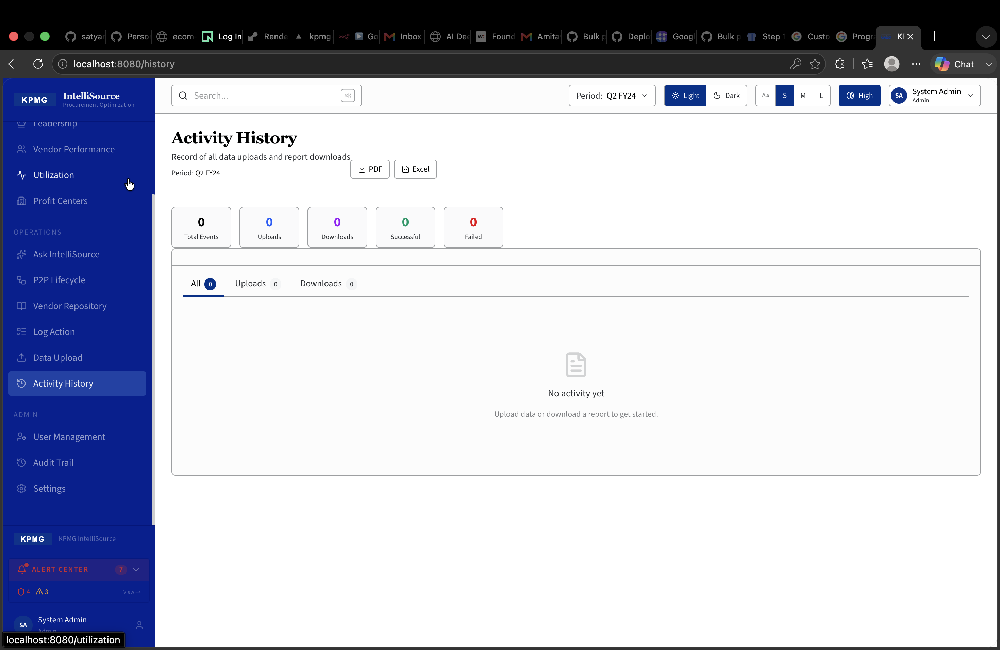 satyar
Perso
ecom-
Log In
Rende
kpmg-
Go
Inbox
AI Dee
w:
Found
Amita
Bulk p
Deplo
Googl
Bulk p
Step 1
Custo
Progra
localhost:8080/history
Chat
KPMG
IntelliSource
Procurement Optimization
Leadership
Vendor Performance
Utilization
Profit Centers
OPERATIONS
Ask IntelliSource
P2P Lifecycle
Vendor Repository
Log Action
Data Upload
Activity History
ADMIN
User Management
Audit Trail
Settings
KPMG
KPMG IntelliSource
ALERT CENTER
7
4
3
View →
SA
System Admin
Admin
localhost:8080/utilization
Search...
⌘K
Period: Q2 FY24
Light
Dark
AA
S
M
L
High
SA
System Admin
Admin
Activity History
Record of all data uploads and report downloads
Period: Q2 FY24
PDF
Excel
0
Total Events
0
Uploads
0
Downloads
0
Successful
0
Failed
All 0
Uploads 0
Downloads 0
No activity yet
Upload data or download a report to get started.